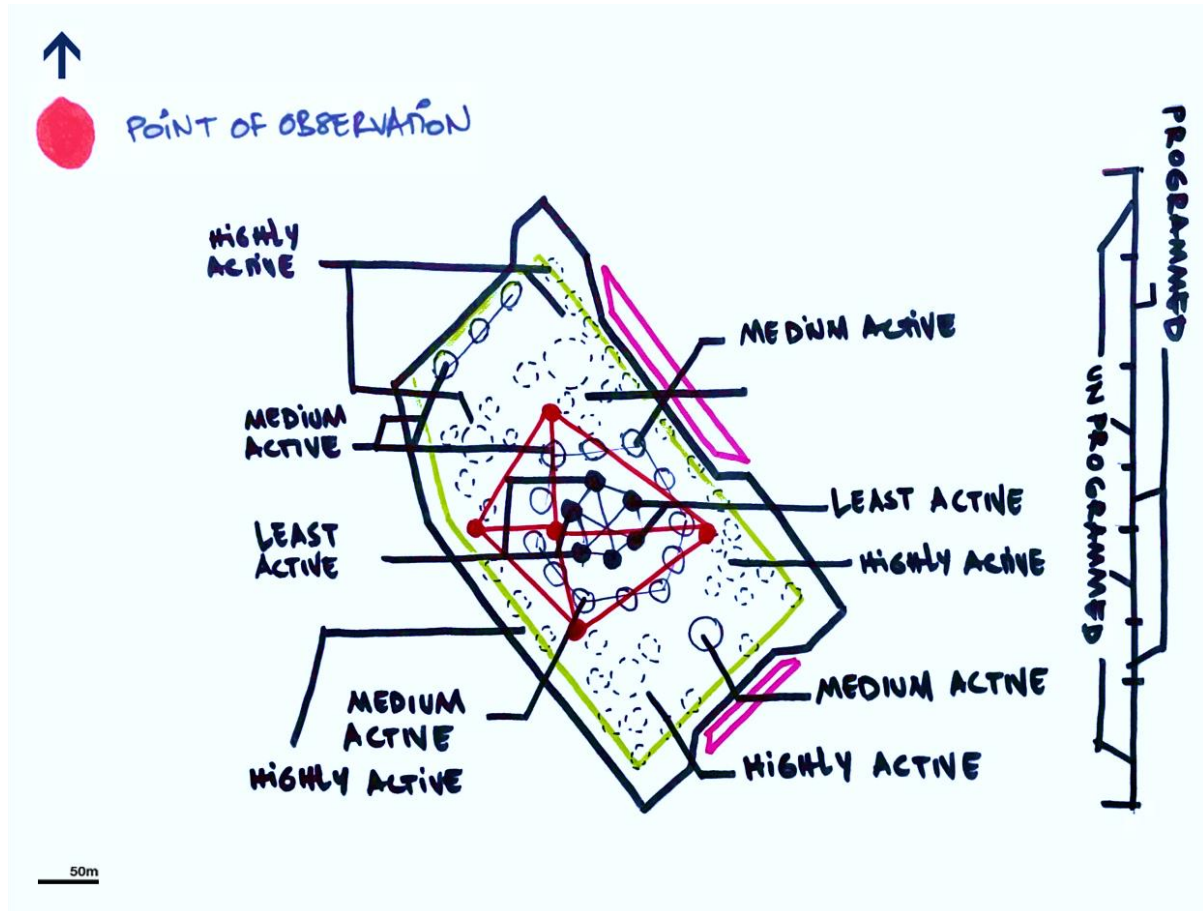 POINT OF OBSERVATION
HIGHLY
ACTIVE
MEDIUM ACTIVE
MEDIUM
ACTIVE
LEAST ACTIVE
LEAST
ACTIVE
HIGHLY ACTIVE
MEDIUM ACTIVE
MEDIUM
ACTIVE
HIGHLY ACTIVE
HIGHLY ACTIVE
50m
PROGRAMMED
UNPROGRAMMED